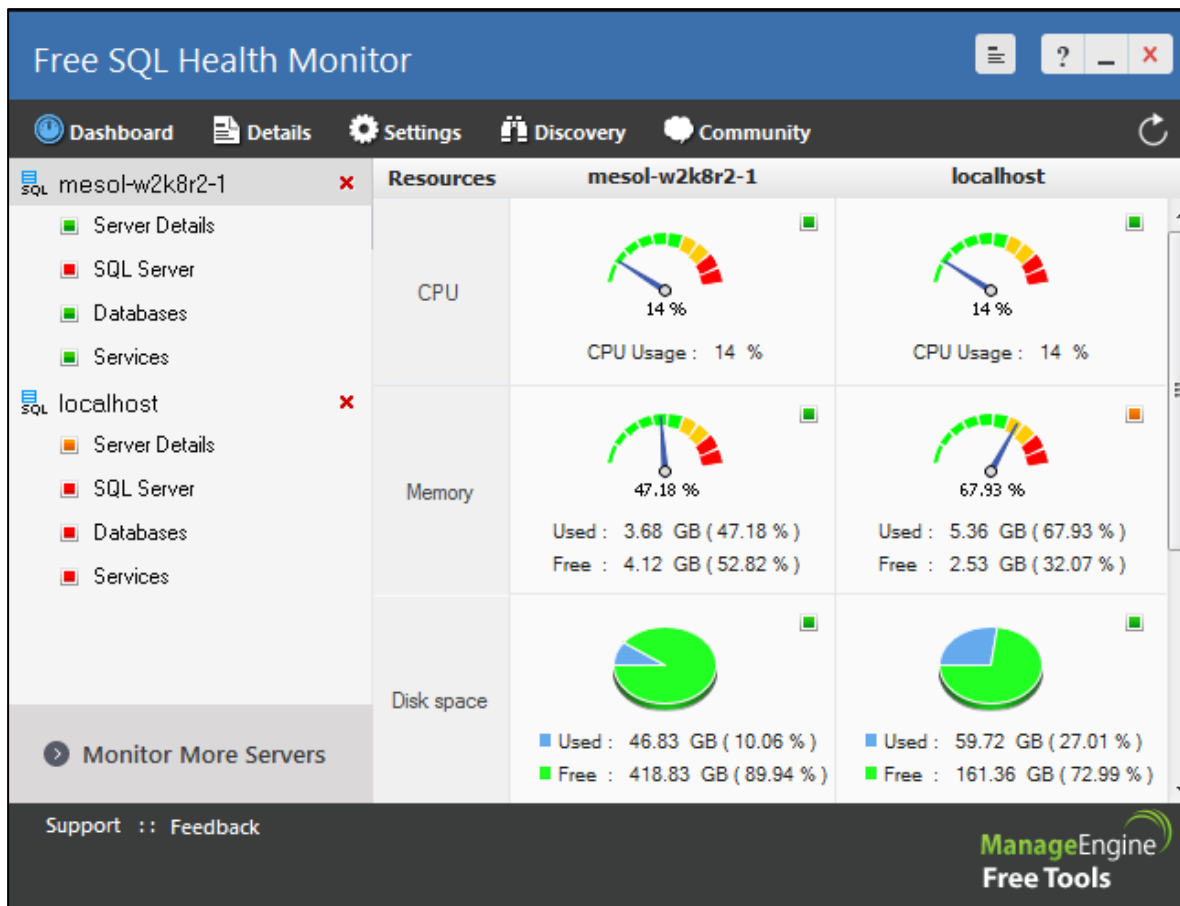 Free SQL Health Monitor
?
Dashboard Details Settings Discovery Community
SQL mesol-w2k8r2-1
Server Details
SQL Server
Databases
Services
SQL localhost
Server Details
SQL Server
Databases
Services
Monitor More Servers
Resources mesol-w2k8r2-1 localhost
CPU
14 %
CPU Usage : 14 %
14 %
CPU Usage : 14 %
Memory
47.18 %
Used : 3.68 GB ( 47.18 % )
Free : 4.12 GB ( 52.82 % )
67.93 %
Used : 5.36 GB ( 67.93 % )
Free : 2.53 GB ( 32.07 % )
Disk space
Used : 46.83 GB ( 10.06 % )
Free : 418.83 GB ( 89.94 % )
Used : 59.72 GB ( 27.01 % )
Free : 161.36 GB ( 72.99 % )
Support :: Feedback
ManageEngine
Free Tools